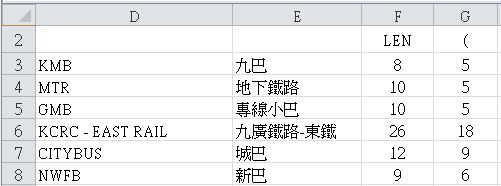 D E F G
2 LEN (
3 KMB 九巴 8 5
4 MTR 地下鐵路 10 5
5 GMB 專線小巴 10 5
6 KCRC - EAST RAIL 九廣鐵路-東鐵 26 18
7 CITYBUS 城巴 12 9
8 NWFB 新巴 9 6